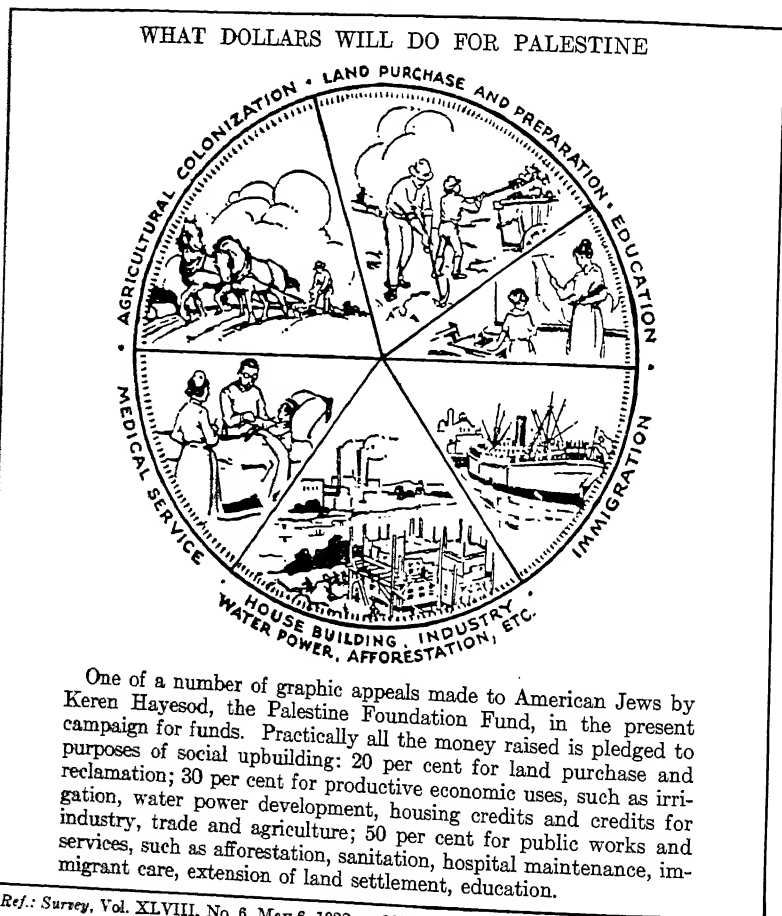 WHAT DOLLARS WILL DO FOR PALESTINE
AGRICULTURAL COLONIZATION • LAND PURCHASE AND PREPARATION • EDUCATION •
IMMIGRATION
• HOUSE BUILDING, INDUSTRY •
WATER POWER, AFFORESTATION, ETC.
MEDICAL SERVICE •
One of a number of graphic appeals made to American Jews by
Keren Hayesod, the Palestine Foundation Fund, in the present
campaign for funds. Practically all the money raised is pledged to
purposes of social upbuilding: 20 per cent for land purchase and
reclamation; 30 per cent for productive economic uses, such as irri-
gation, water power development, housing credits and credits for
industry, trade and agriculture; 50 per cent for public works and
services, such as afforestation, sanitation, hospital maintenance, im-
migrant care, extension of land settlement, education.
Ref.: Survey, Vol. XLVIII, No. 6, May 6,